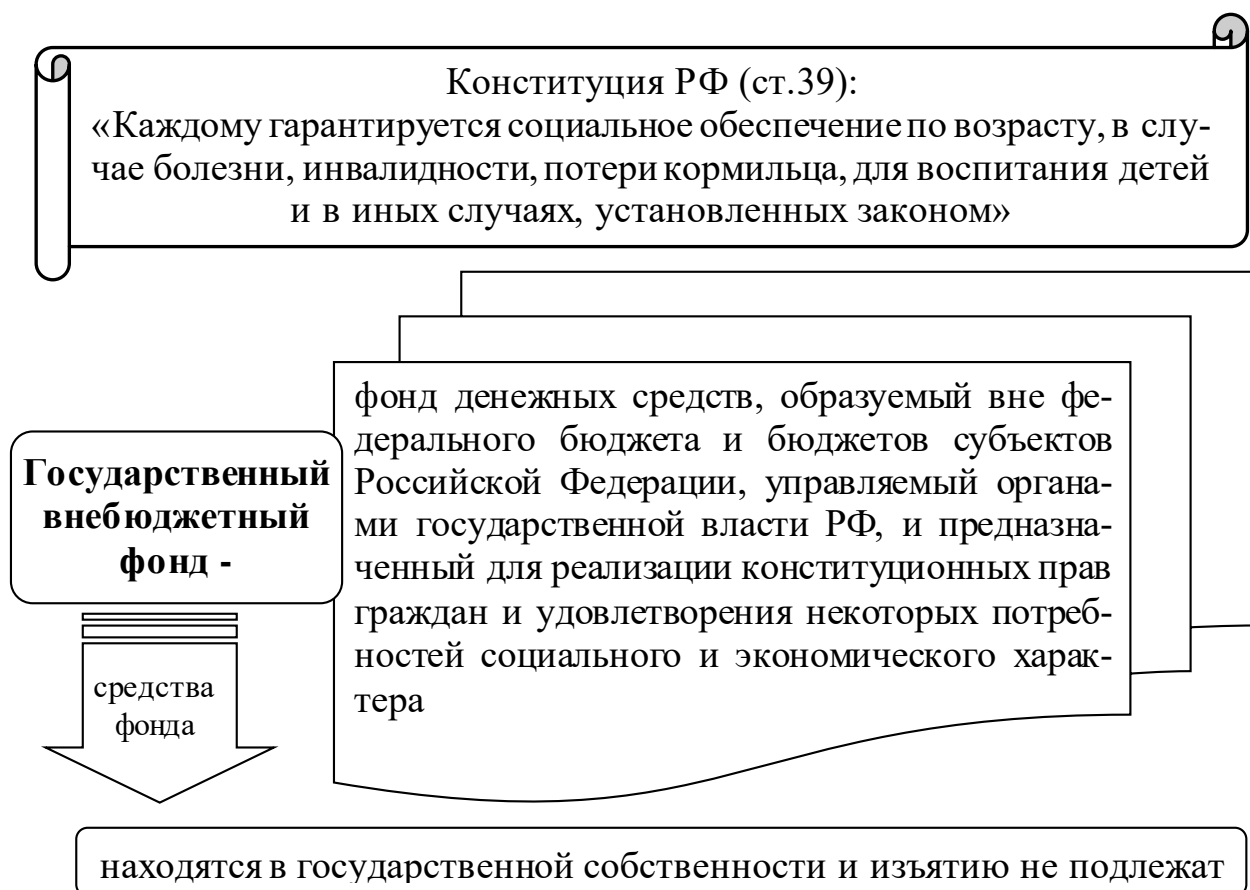 Конституция РФ (ст.39):
«Каждому гарантируется социальное обеспечение по возрасту, в слу-
чае болезни, инвалидности, потери кормильца, для воспитания детей
и в иных случаях, установленных законом»
Государственный
внебюджетный
фонд -
фонд денежных средств, образуемый вне фе-
дерального бюджета и бюджетов субъектов
Российской Федерации, управляемый органа-
ми государственной власти РФ, и предназна-
ченный для реализации конституционных прав
граждан и удовлетворения некоторых потреб-
ностей социального и экономического харак-
тера
средства
фонда
находятся в государственной собственности и изъятию не подлежат